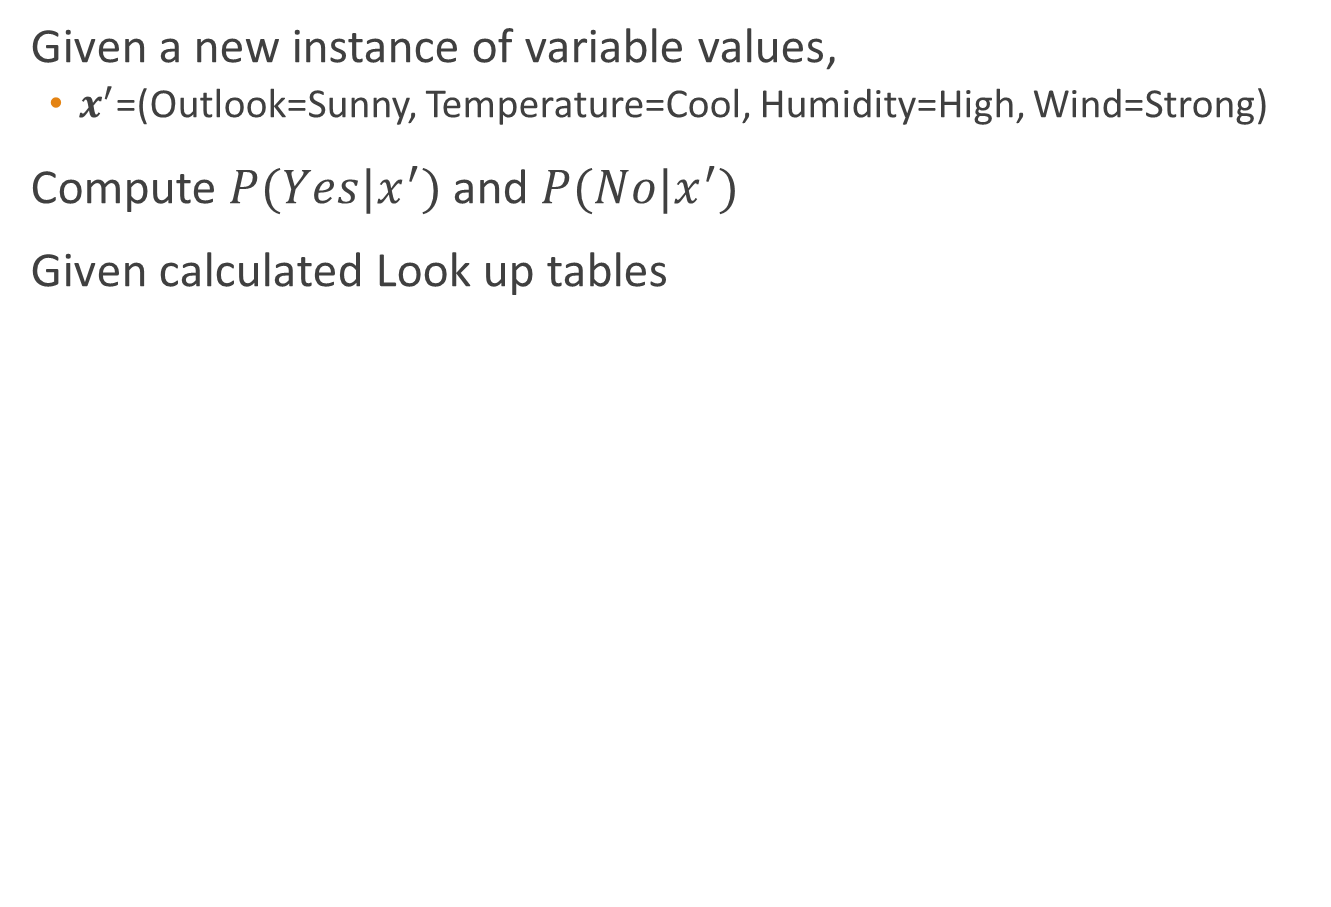 Given a new instance of variable values,
• x′=(Outlook=Sunny, Temperature=Cool, Humidity=High, Wind=Strong)
Compute P(Yes|x′) and P(No|x′)
Given calculated Look up tables